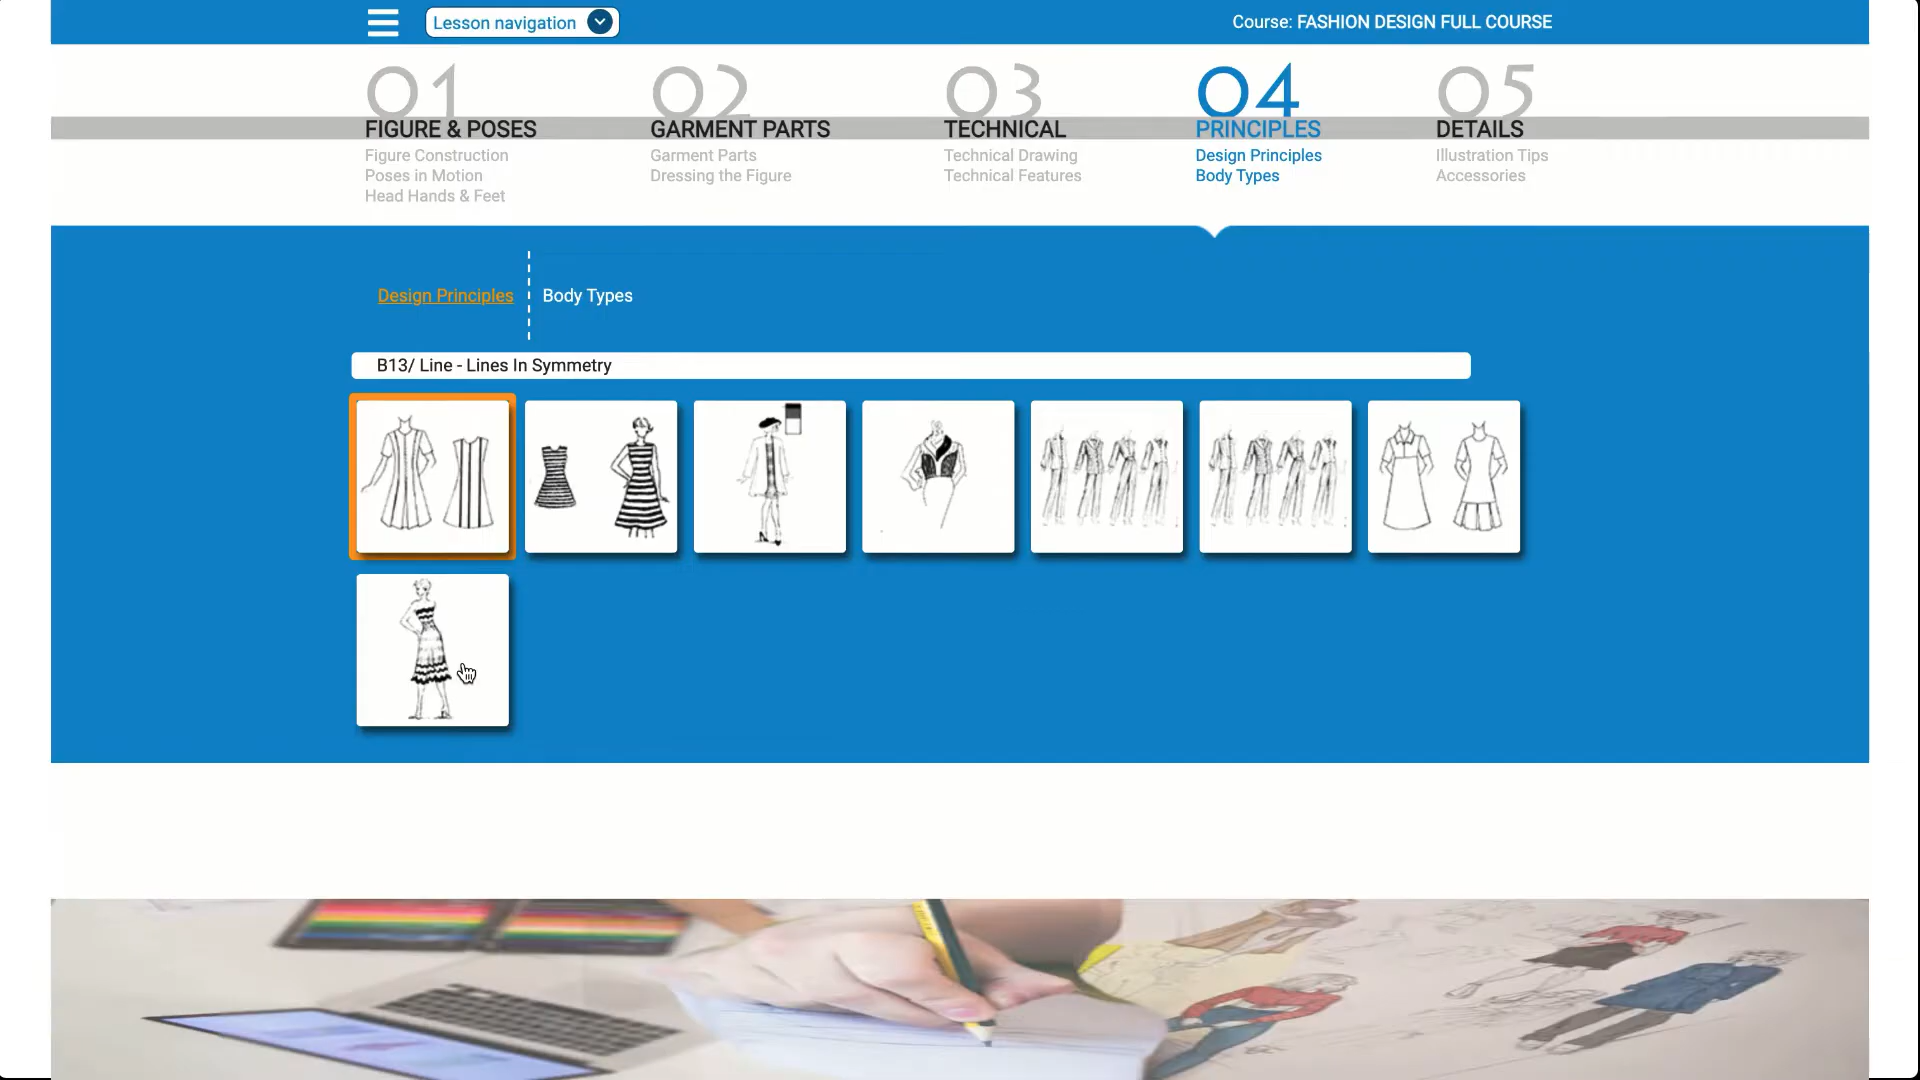 Lesson navigation
Course: FASHION DESIGN FULL COURSE
01
FIGURE & POSES
Figure Construction
Poses in Motion
Head Hands & Feet
02
GARMENT PARTS
Garment Parts
Dressing the Figure
03
TECHNICAL
Technical Drawing
Technical Features
04
PRINCIPLES
Design Principles
Body Types
05
DETAILS
Illustration Tips
Accessories
Design Principles
Body Types
B13/ Line - Lines In Symmetry